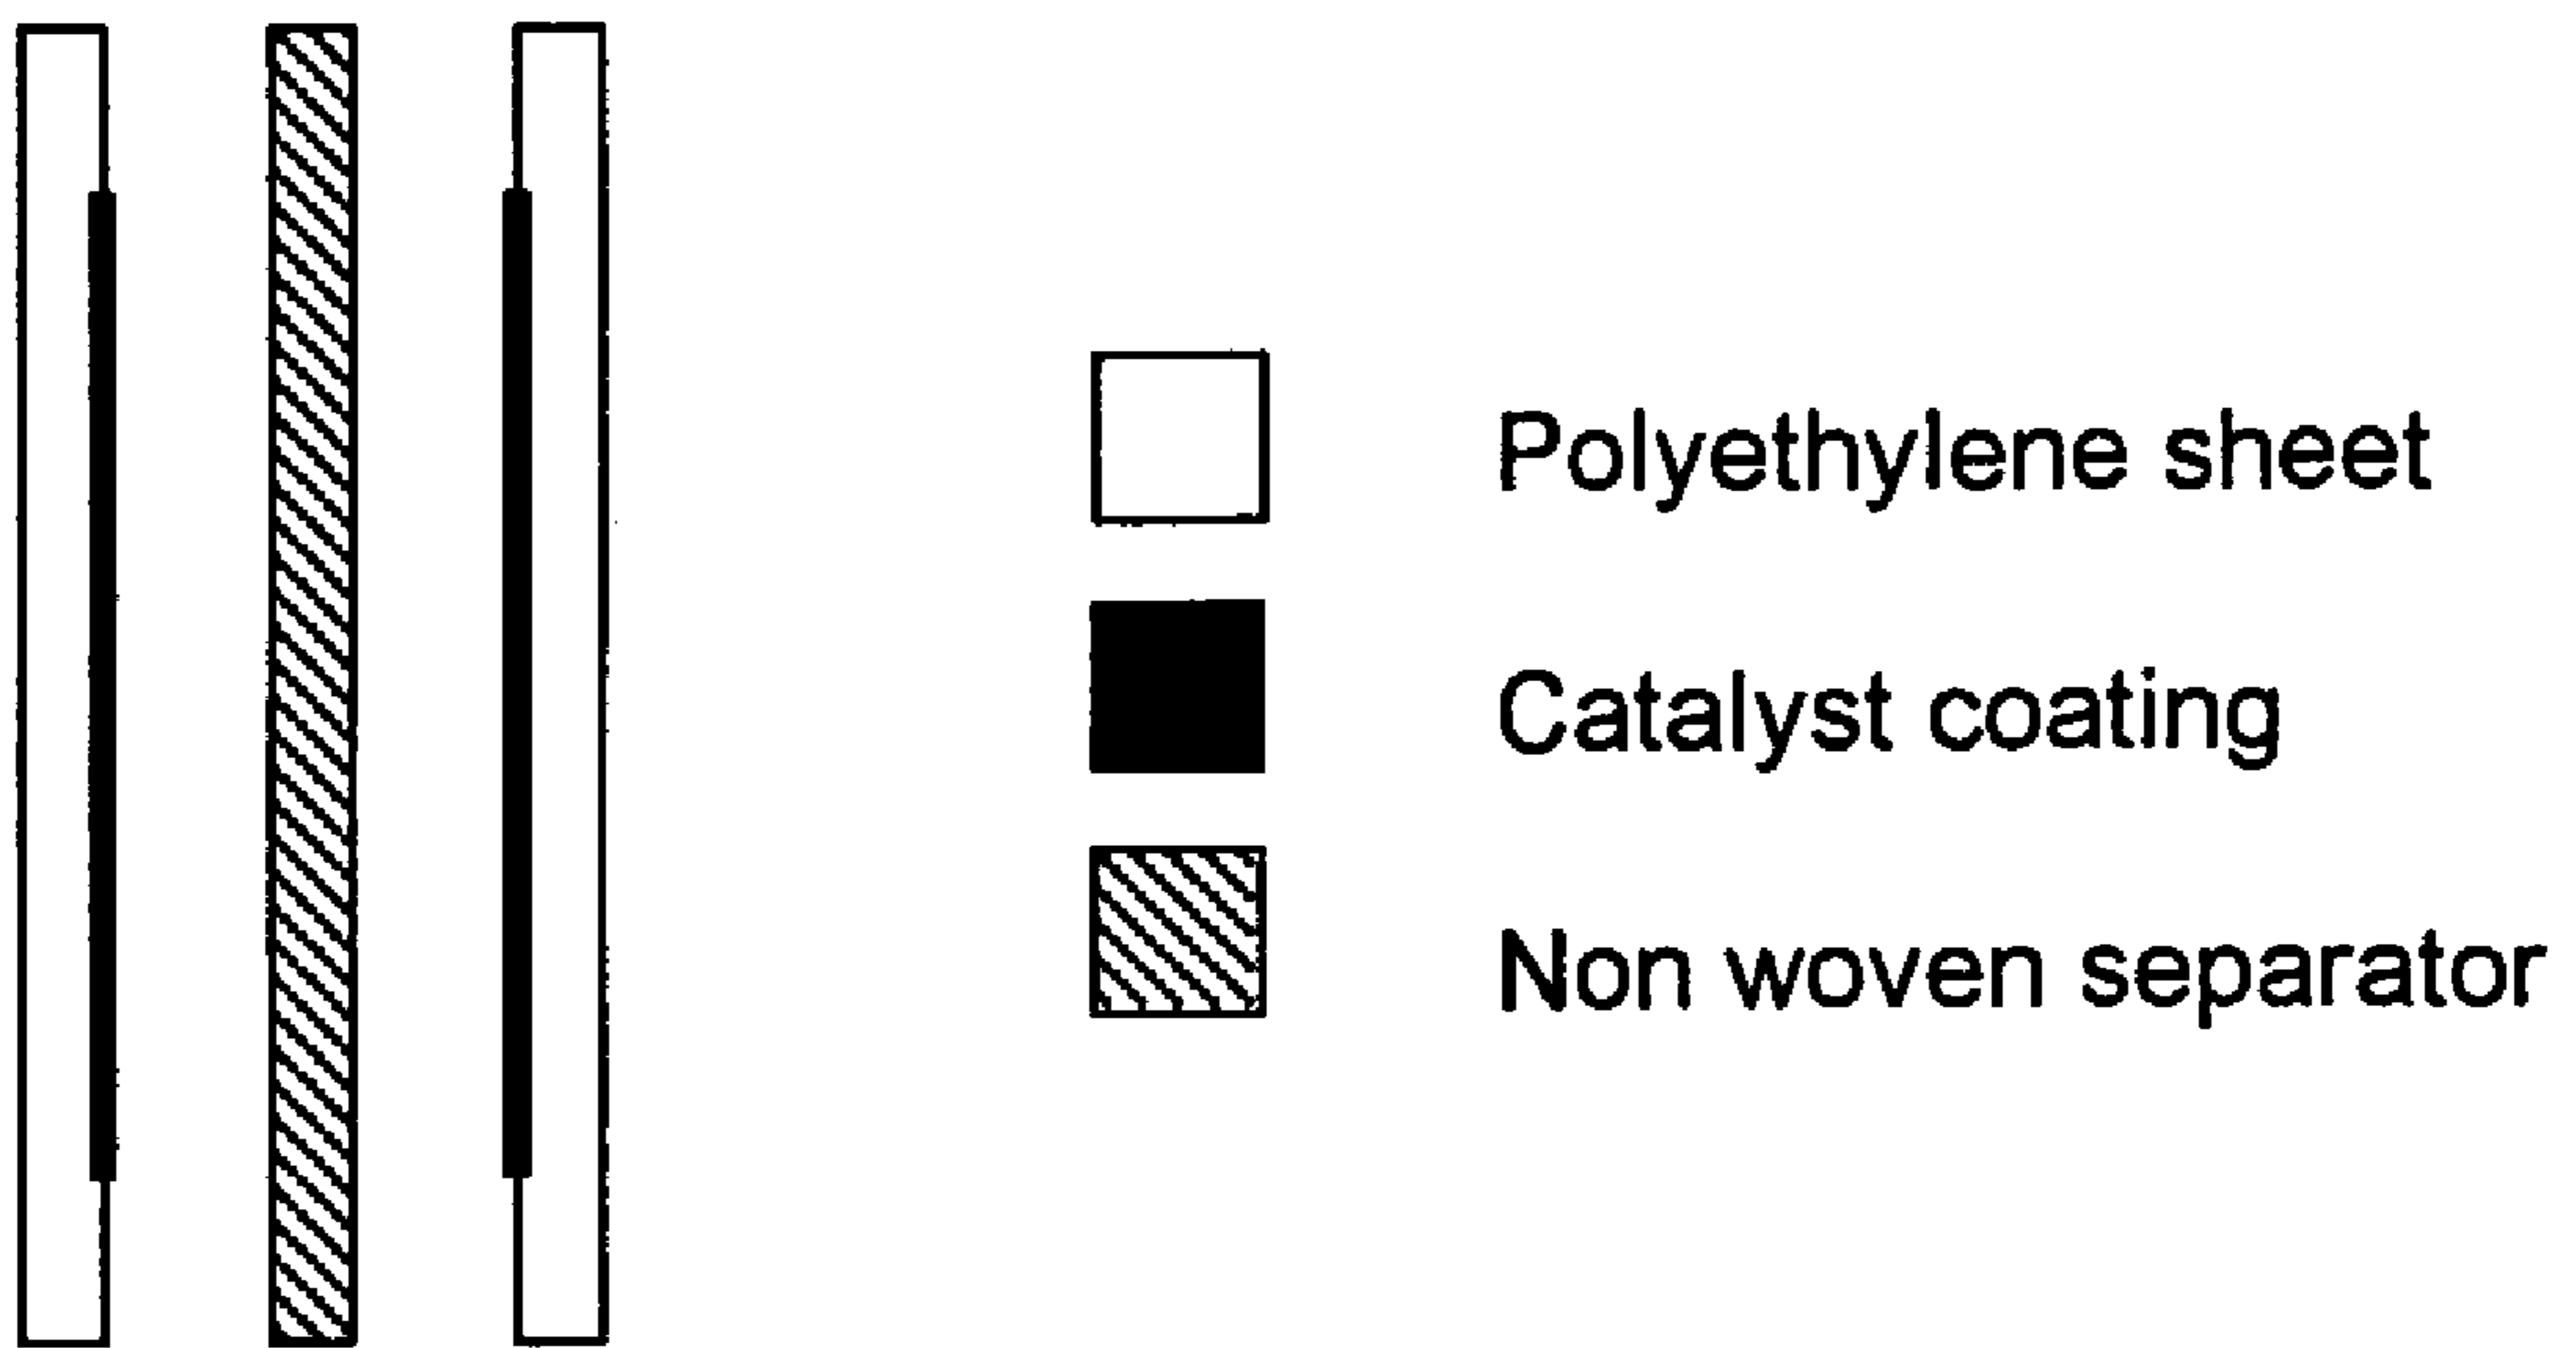 Polyethylene sheet
Catalyst coating
Non woven separator